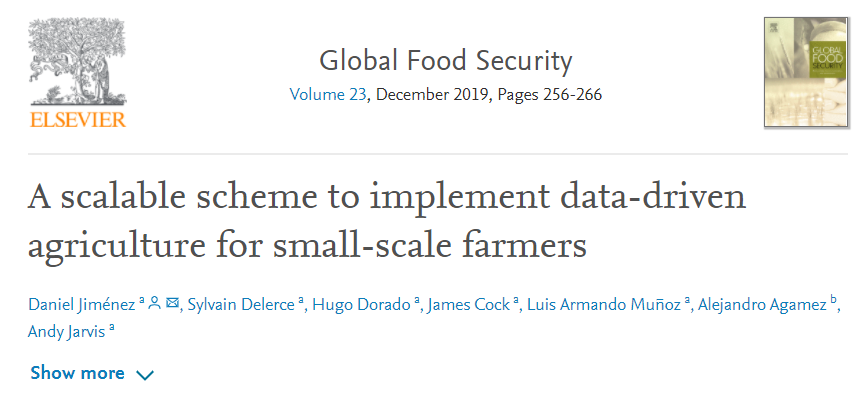 ELSEVIER
Global Food Security
Volume 23, December 2019, Pages 256-266
GLOBAL
FOOD
SECURITY
A scalable scheme to implement data-driven
agriculture for small-scale farmers
Daniel Jiménez a, Sylvain Delerce a, Hugo Dorado a, James Cock a, Luis Armando Muñoz a, Alejandro Agamez b,
Andy Jarvis a
Show more